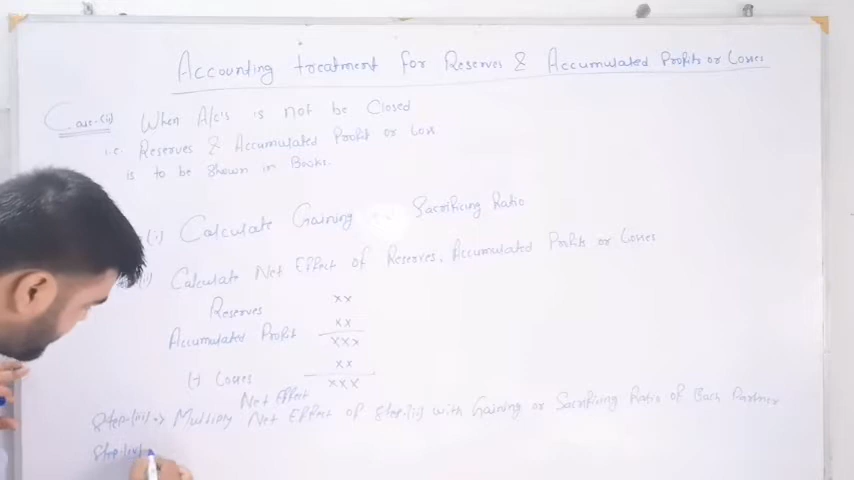 Accounting treatment for Reserves & Accumulated Profits or Losses
Case-(ii) When A/c's is not be Closed
i.e. Reserves & Accumulated Profit or Loss
is to be Shown in Books.
(i) Calculate Gaining Sacrificing Ratio
Calculate Net Effect of Reserves, Accumulated Profits or Losses
Reserves xx
Accumulated Profit xx
xxx
(-) Losses xx
Net Effect xxx
Step-(iii) → Multiply Net Effect of Step-(ii) with Gaining or Sacrificing Ratio of Each Partner
Step-(iv)